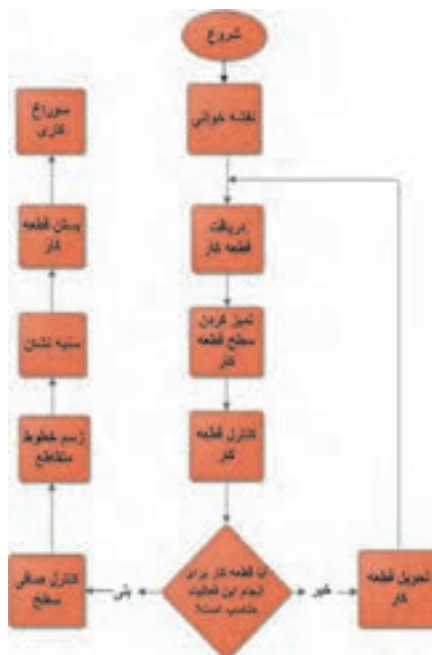 شروع
نقشه خوانی
دریافت
قطعه کار
تمیز کردن
سطح قطعه
کار
کنترل قطعه
کار
آیا قطعه کار برای
انجام این فعالیت
مناسب است؟
خیر
تحویل قطعه
کار
بلی
کنترل صافی
سطح
رسم خطوط
متقاطع
سنبه نشان
بستن قطعه
کار
سوراخ
کاری